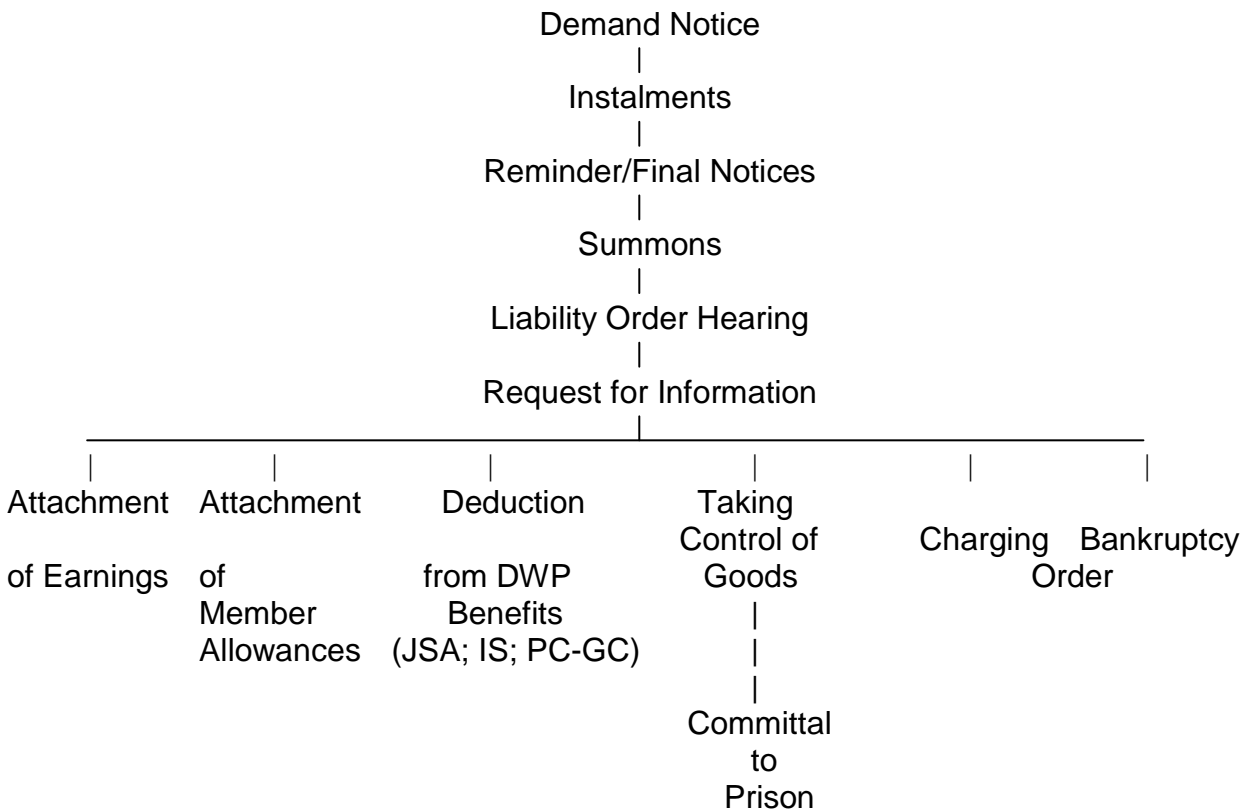 Demand Notice
Instalments
Reminder/Final Notices
Summons
Liability Order Hearing
Request for Information
Attachment
of Earnings
Attachment
of
Member
Allowances
Deduction
from DWP
Benefits
(JSA; IS; PC-GC)
Taking
Control of
Goods
Committal
to
Prison
Charging
Order
Bankruptcy